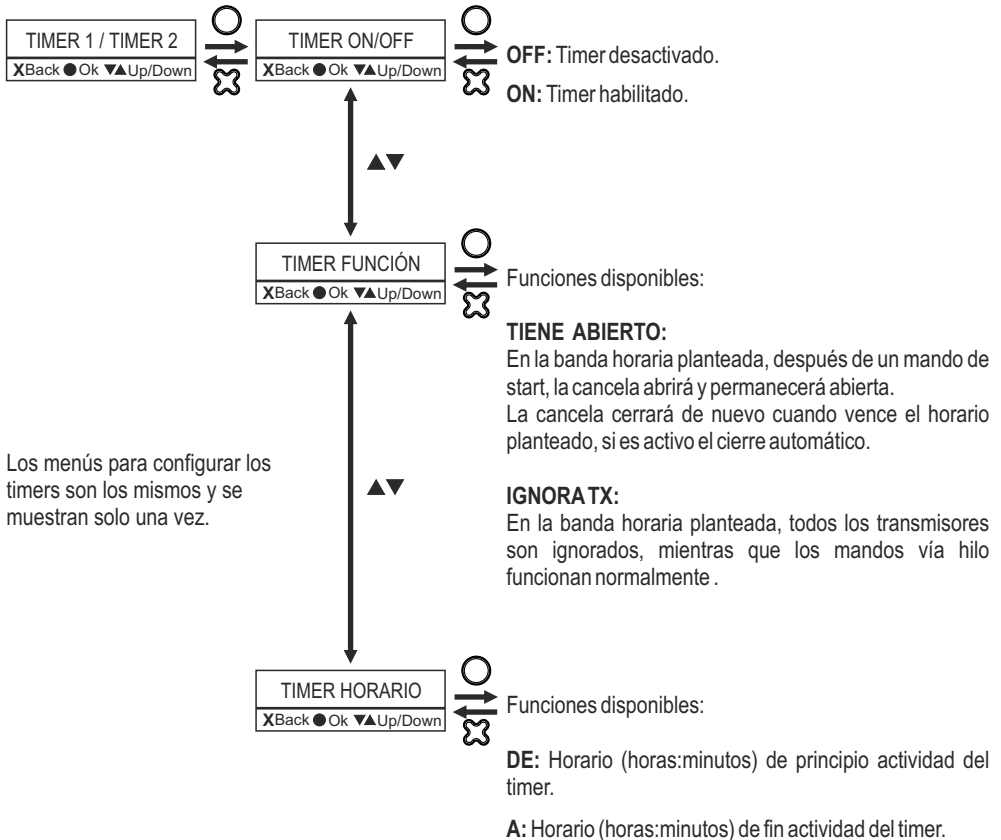 TIMER 1 / TIMER 2
XBack ●Ok ▼▲Up/Down
TIMER ON/OFF
XBack ●Ok ▼▲Up/Down
OFF: Timer desactivado.
ON: Timer habilitado.
▲▼
TIMER FUNCIÓN
XBack ●Ok ▼▲Up/Down
Funciones disponibles:
TIENE ABIERTO:
En la banda horaria planteada, después de un mando de
start, la cancela abrirá y permanecerá abierta.
La cancela cerrará de nuevo cuando vence el horario
planteado, si es activo el cierre automático.
Los menús para configurar los
timers son los mismos y se
muestran solo una vez.
▲▼
IGNORA TX:
En la banda horaria planteada, todos los transmisores
son ignorados, mientras que los mandos vía hilo
funcionan normalmente .
TIMER HORARIO
XBack ●Ok ▼▲Up/Down
Funciones disponibles:
DE: Horario (horas:minutos) de principio actividad del
timer.
A: Horario (horas:minutos) de fin actividad del timer.